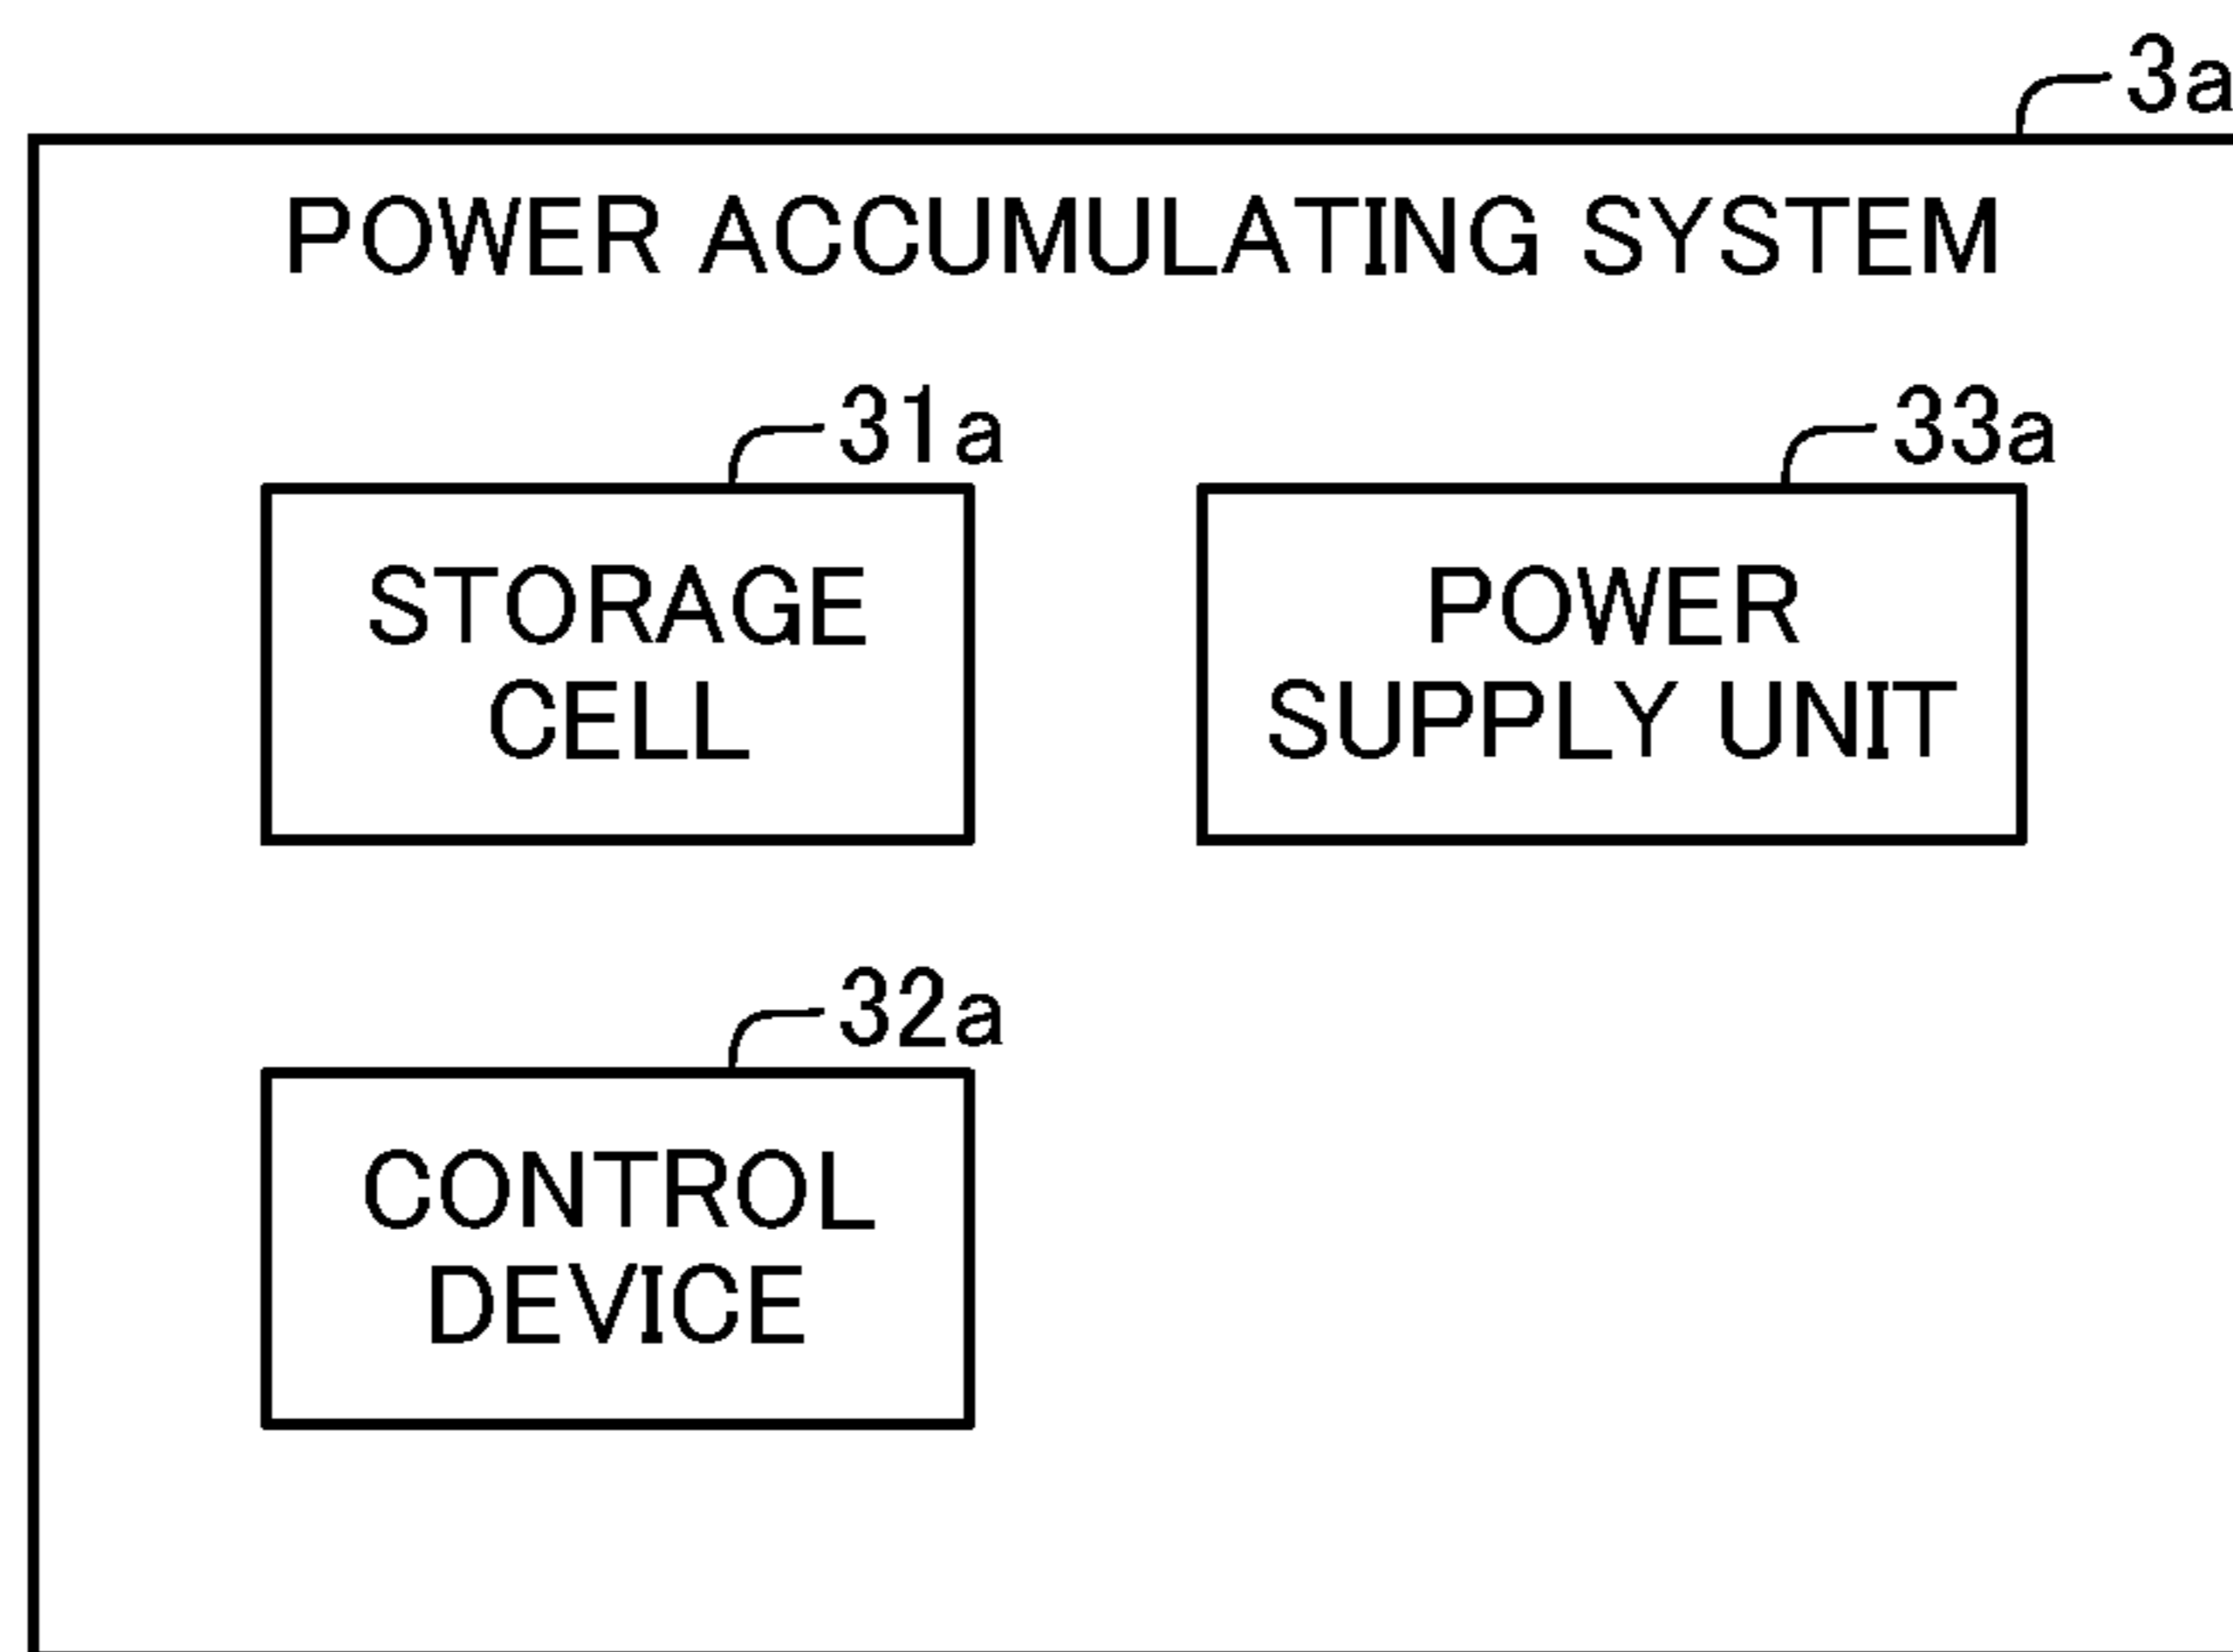 3a
POWER ACCUMULATING SYSTEM
31a
STORAGE
CELL
33a
POWER
SUPPLY UNIT
32a
CONTROL
DEVICE